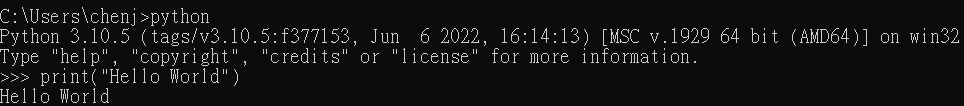 C:\Users\chenj>python
Python 3.10.5 (tags/v3.10.5:f377153, Jun  6 2022, 16:14:13) [MSC v.1929 64 bit (AMD64)] on win32
Type "help", "copyright", "credits" or "license" for more information.
>>> print("Hello World")
Hello World